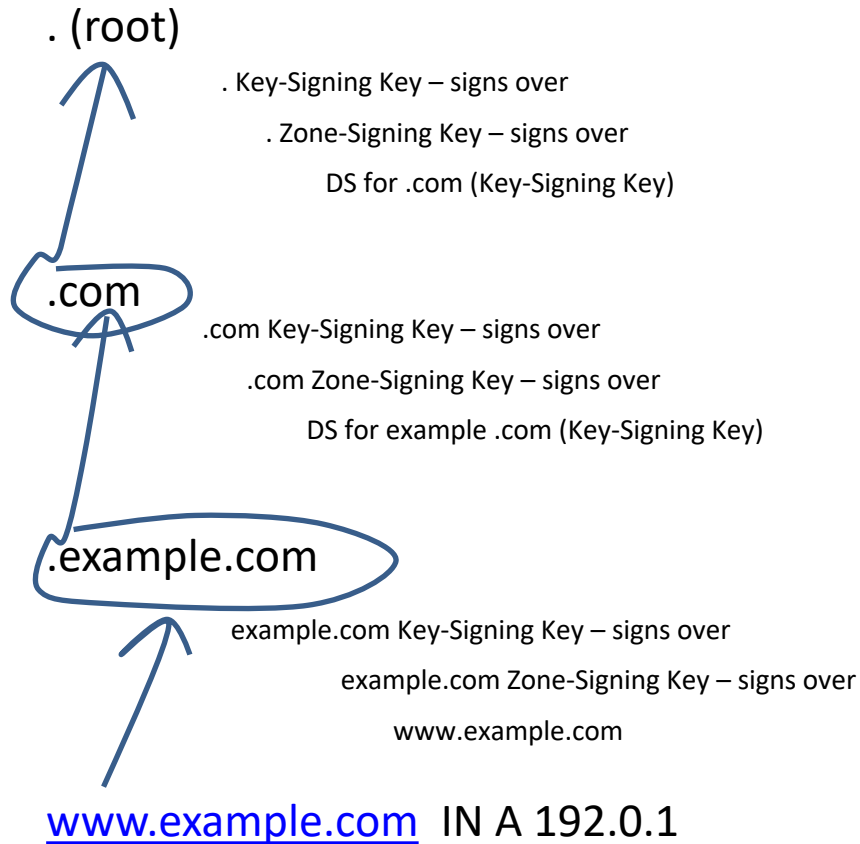 . (root)
. Key-Signing Key – signs over
. Zone-Signing Key – signs over
DS for .com (Key-Signing Key)
.com
.com Key-Signing Key – signs over
.com Zone-Signing Key – signs over
DS for example .com (Key-Signing Key)
.example.com
example.com Key-Signing Key – signs over
example.com Zone-Signing Key – signs over
www.example.com
www.example.com IN A 192.0.1